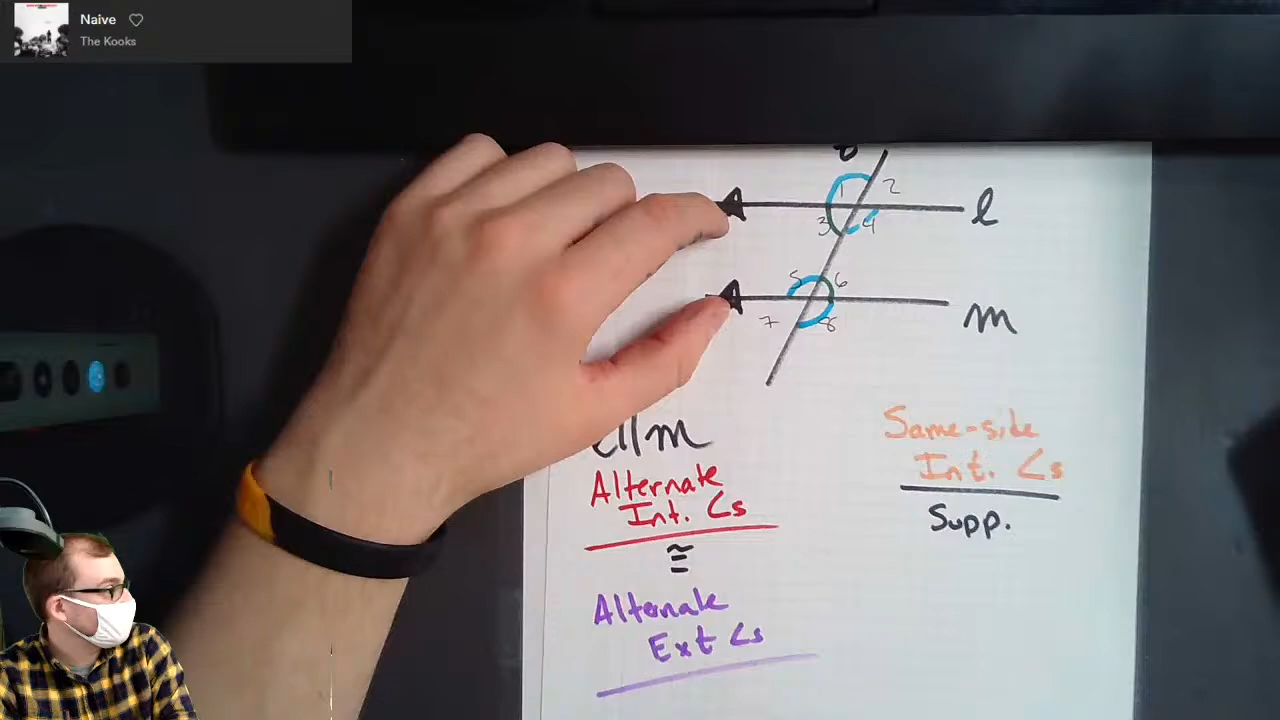 Naive
The Kooks
1 2
3 4
l
5 6
7 8
m
l||m
Alternate
Int. ∠s
≅
Alternate
Ext ∠s
Same-side
Int. ∠s
Supp.